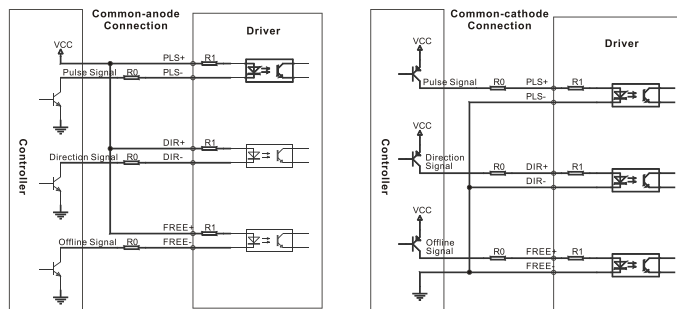 Common-anode
Connection
Driver
VCC
PLS+
R1
Pulse Signal
R0
PLS-
DIR+
R1
Direction Signal
R0
DIR-
FREE+
R1
Offline Signal
R0
FREE-
Controller
Common-cathode
Connection
Driver
VCC
Pulse Signal
R0
PLS+
R1
PLS-
VCC
Direction
Signal
R0
DIR+
R1
DIR-
VCC
Offline
Signal
R0
FREE+
R1
FREE-
Controller